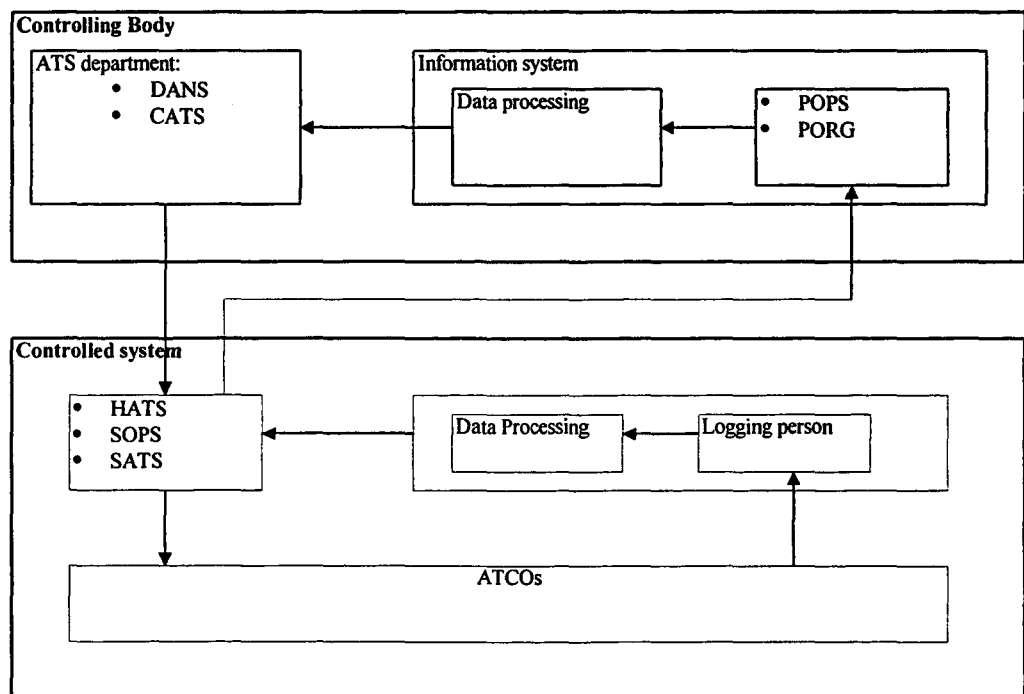 Controlling Body
ATS department:
• DANS
• CATS
Information system
Data processing
• POPS
• PORG
Controlled system
• HATS
• SOPS
• SATS
Data Processing
Logging person
ATCOs